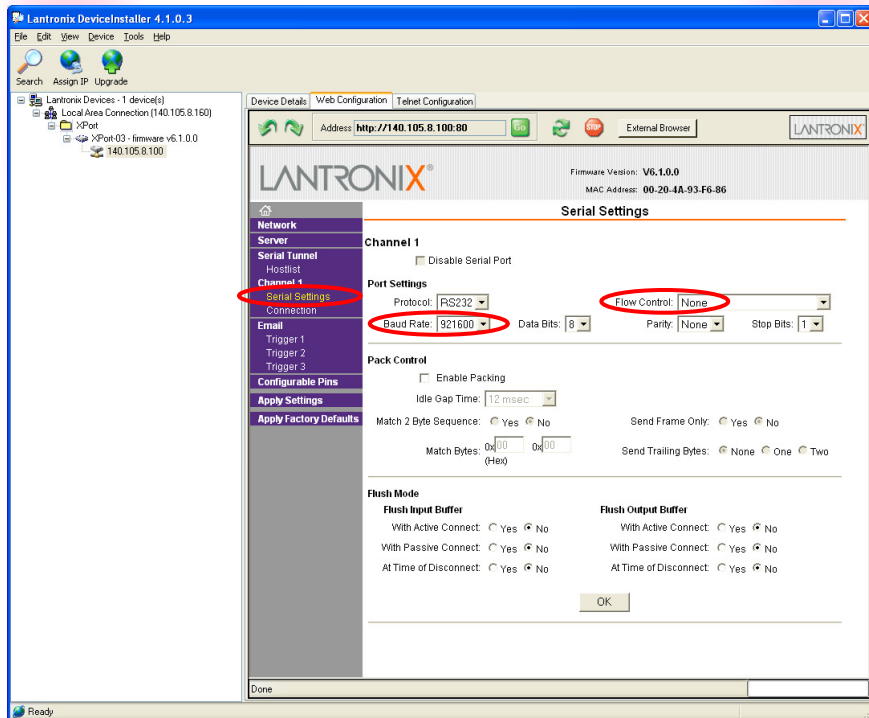 Lantronix DeviceInstaller 4.1.0.3
File Edit View Device Tools Help
Search Assign IP Upgrade
Lantronix Devices - 1 device(s)
Local Area Connection (140.105.8.160)
XPort
XPort-03 - firmware v6.1.0.0
140.105.8.100
Device Details Web Configuration Telnet Configuration
Address http://140.105.8.100:80 Go STOP External Browser LANTRONIX
LANTRONIX®
Firmware Version: V6.1.0.0
MAC Address: 00-20-4A-93-F6-86
Network
Server
Serial Tunnel
Hostlist
Channel 1
Serial Settings
Connection
Email
Trigger 1
Trigger 2
Trigger 3
Configurable Pins
Apply Settings
Apply Factory Defaults
Serial Settings
Channel 1
Disable Serial Port
Port Settings
Protocol: RS232 Flow Control: None
Baud Rate: 921600 Data Bits: 8 Parity: None Stop Bits: 1
Pack Control
Enable Packing
Idle Gap Time: 12 msec
Match 2 Byte Sequence: Yes No Send Frame Only: Yes No
Match Bytes: 0x00 0x00 Send Trailing Bytes: None One Two
(Hex)
Flush Mode
Flush Input Buffer Flush Output Buffer
With Active Connect: Yes No With Active Connect: Yes No
With Passive Connect: Yes No With Passive Connect: Yes No
At Time of Disconnect: Yes No At Time of Disconnect: Yes No
OK
Done
Ready